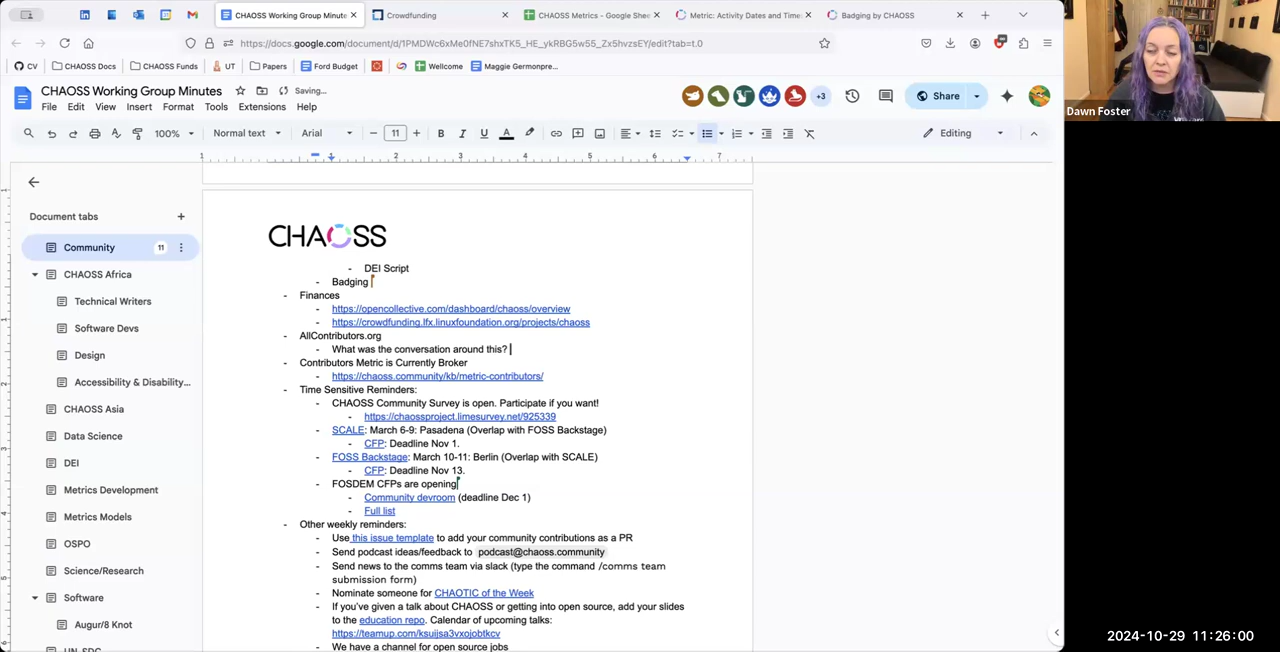 CHAOSS Working Group Minute
Crowdfunding
CHAOSS Metrics - Google Shee
Metric: Activity Dates and Time
Badging by CHAOSS
https://docs.google.com/document/d/1PMDWc6xMe0fNE7shxTK5_HE_ykRBG5w55_Zx5hvzsEY/edit?tab=t.0
CV
CHAOSS Docs
CHAOSS Funds
UT
Papers
Ford Budget
Welcome
Maggie Germonpre...
CHAOSS Working Group Minutes
Saving...
File Edit View Insert Format Tools Extensions Help
+3
Share
100%
Normal text
Arial
11
B I U A
Editing
1 1 2 3 4 5 6 7
Document tabs
Community 11
CHAOSS Africa
Technical Writers
Software Devs
Design
Accessibility & Disability...
CHAOSS Asia
Data Science
DEI
Metrics Development
Metrics Models
OSPO
Science/Research
Software
Augur/8 Knot
UN-SDG
CHAOSS
- DEI Script
- Badging
- Finances
- https://opencollective.com/dashboard/chaoss/overview
- https://crowdfunding.lfx.linuxfoundation.org/projects/chaoss
- AllContributors.org
- What was the conversation around this?
- Contributors Metric is Currently Broker
- https://chaoss.community/kb/metric-contributors/
- Time Sensitive Reminders:
- CHAOSS Community Survey is open. Participate if you want!
- https://chaossproject.limesurvey.net/925339
- SCALE: March 6-9: Pasadena (Overlap with FOSS Backstage)
- CFP: Deadline Nov 1.
- FOSS Backstage: March 10-11: Berlin (Overlap with SCALE)
- CFP: Deadline Nov 13.
- FOSDEM CFPs are opening
- Community devroom (deadline Dec 1)
- Full list
- Other weekly reminders:
- Use this issue template to add your community contributions as a PR
- Send podcast ideas/feedback to podcast@chaoss.community
- Send news to the comms team via slack (type the command /comms team
submission form)
- Nominate someone for CHAOTIC of the Week
- If you've given a talk about CHAOSS or getting into open source, add your slides
to the education repo. Calendar of upcoming talks:
https://teamup.com/ksuijsa3vxojobtkcv
- We have a channel for open source jobs
Dawn Foster
2024-10-29 11:26:00